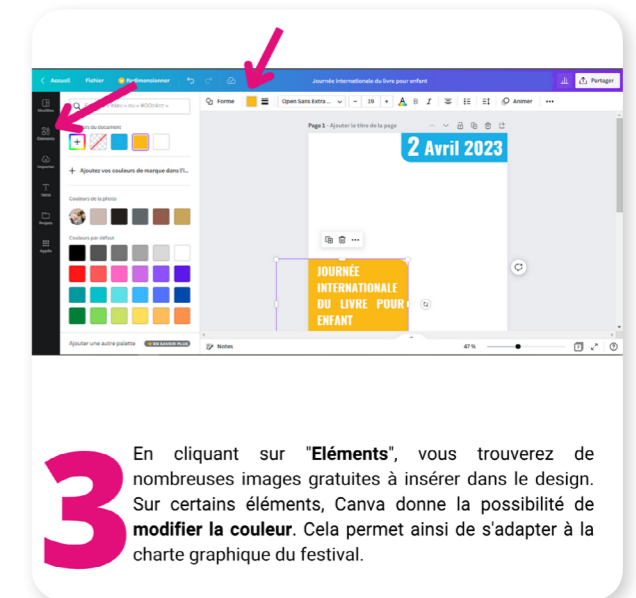 Accueil Fichier Redimensionner Journée internationale du livre pour enfant Partager
Modèles
Éléments
Importer
Texte
Projets
Applis
Forme Open Sans Extra ... 19 A B I Animer
Page 1 - Ajouter le titre de la page
du document
Ajoutez vos couleurs de marque dans l'i...
Couleurs de la photo
Couleurs par défaut
Ajouter une autre palette EN SAVOIR PLUS
2 Avril 2023
JOURNÉE
INTERNATIONALE
DU LIVRE POUR
ENFANT
Notes 47 %
3
En cliquant sur "Eléments", vous trouverez de
nombreuses images gratuites à insérer dans le design.
Sur certains éléments, Canva donne la possibilité de
modifier la couleur. Cela permet ainsi de s'adapter à la
charte graphique du festival.